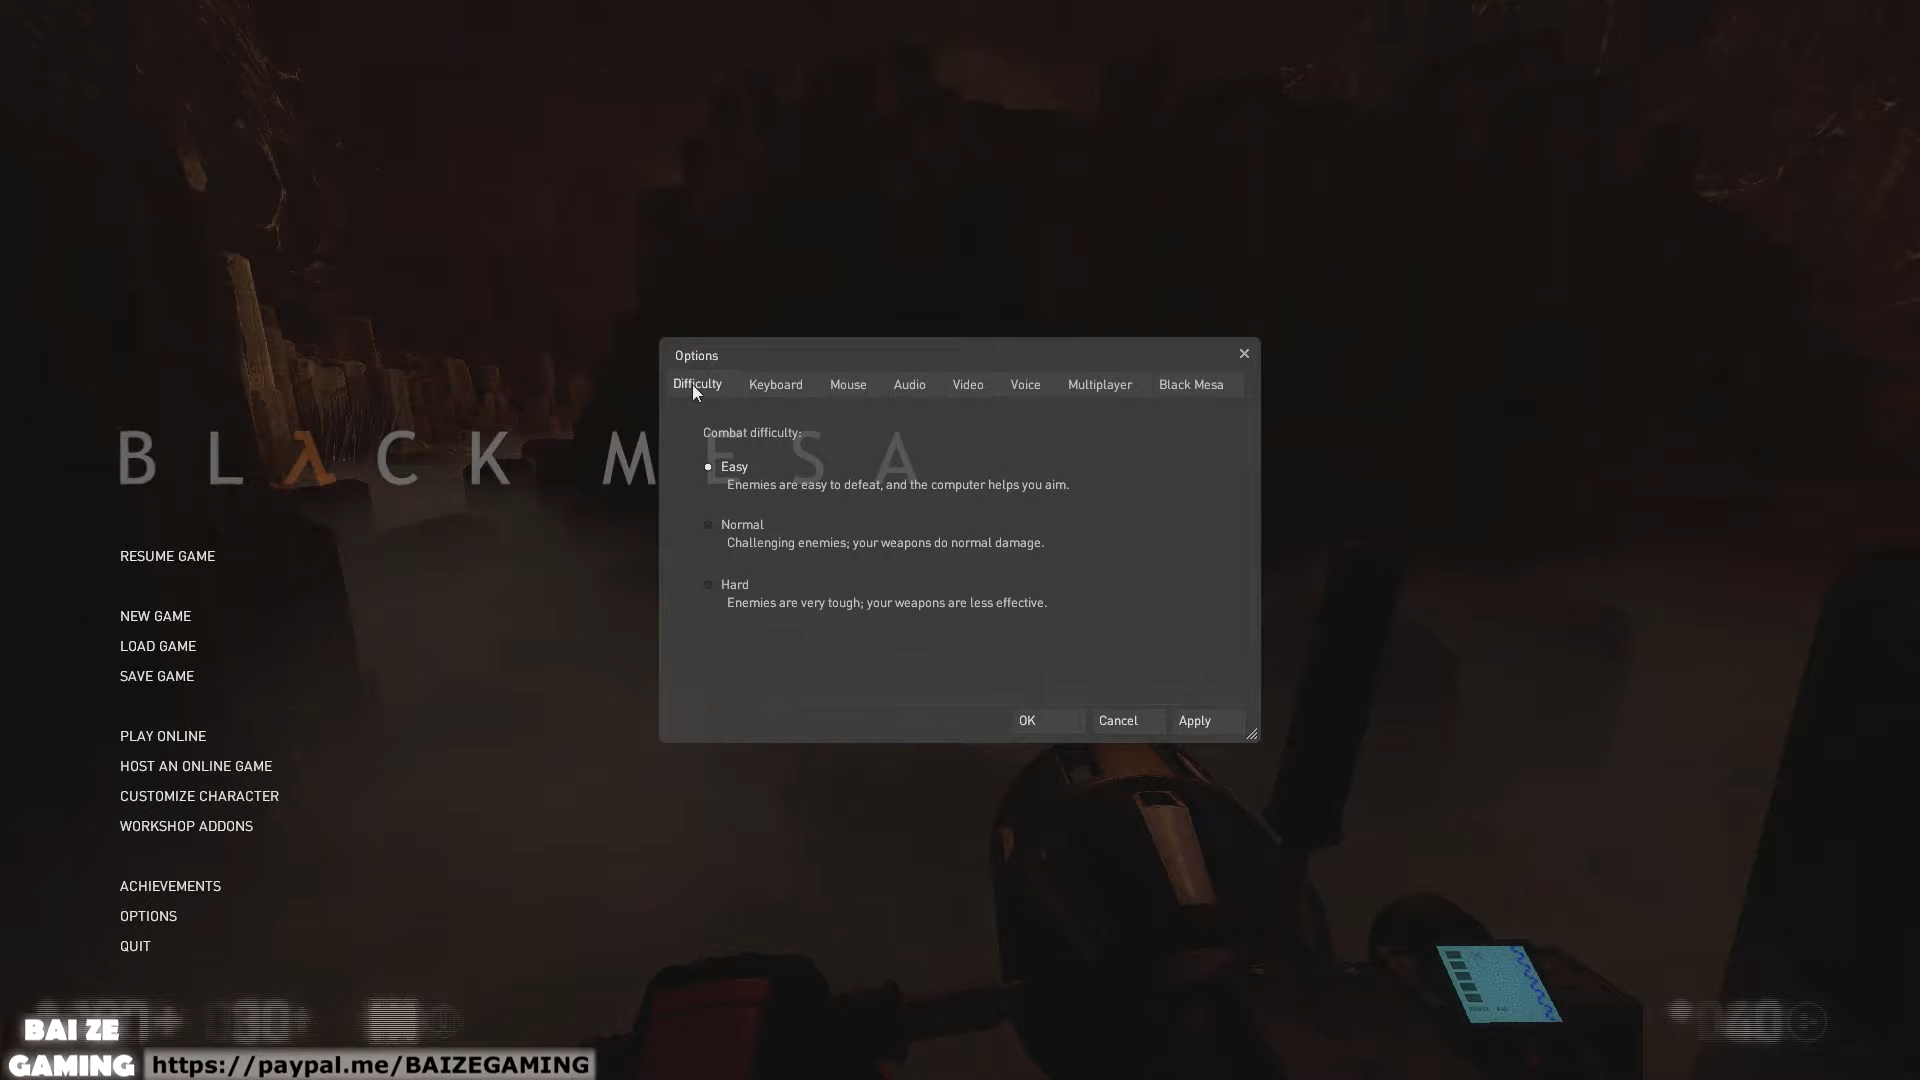 Options
Difficulty Keyboard Mouse Audio Video Voice Multiplayer Black Mesa
Combat difficulty:
Easy
Enemies are easy to defeat, and the computer helps you aim.
Normal
Challenging enemies; your weapons do normal damage.
Hard
Enemies are very tough; your weapons are less effective.
OK Cancel Apply
BLλCK MESA
RESUME GAME
NEW GAME
LOAD GAME
SAVE GAME
PLAY ONLINE
HOST AN ONLINE GAME
CUSTOMIZE CHARACTER
WORKSHOP ADDONS
ACHIEVEMENTS
OPTIONS
QUIT
BAI ZE
GAMING https://paypal.me/BAIZEGAMING